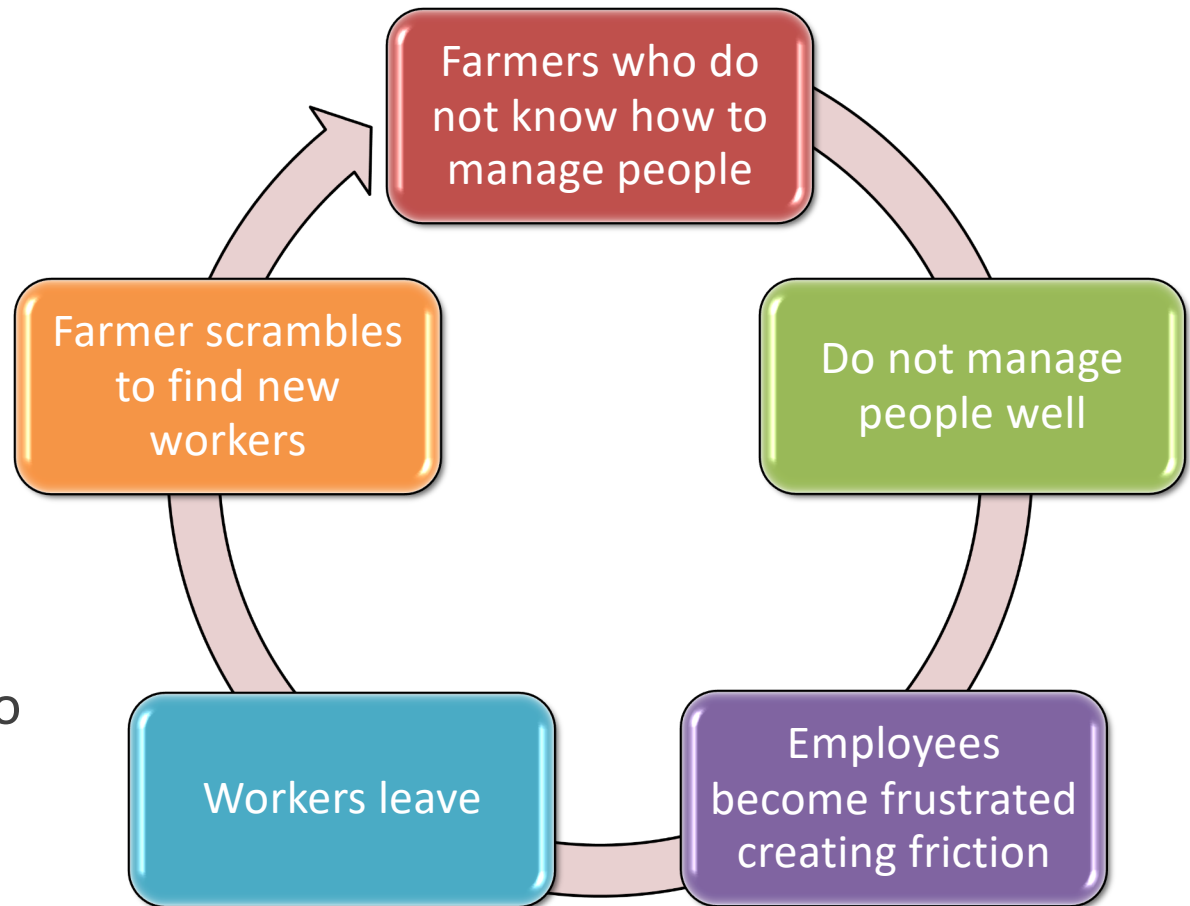 Farmers who do
not know how to
manage people
Do not manage
people well
Employees
become frustrated
creating friction
Workers leave
Farmer scrambles
to find new
workers